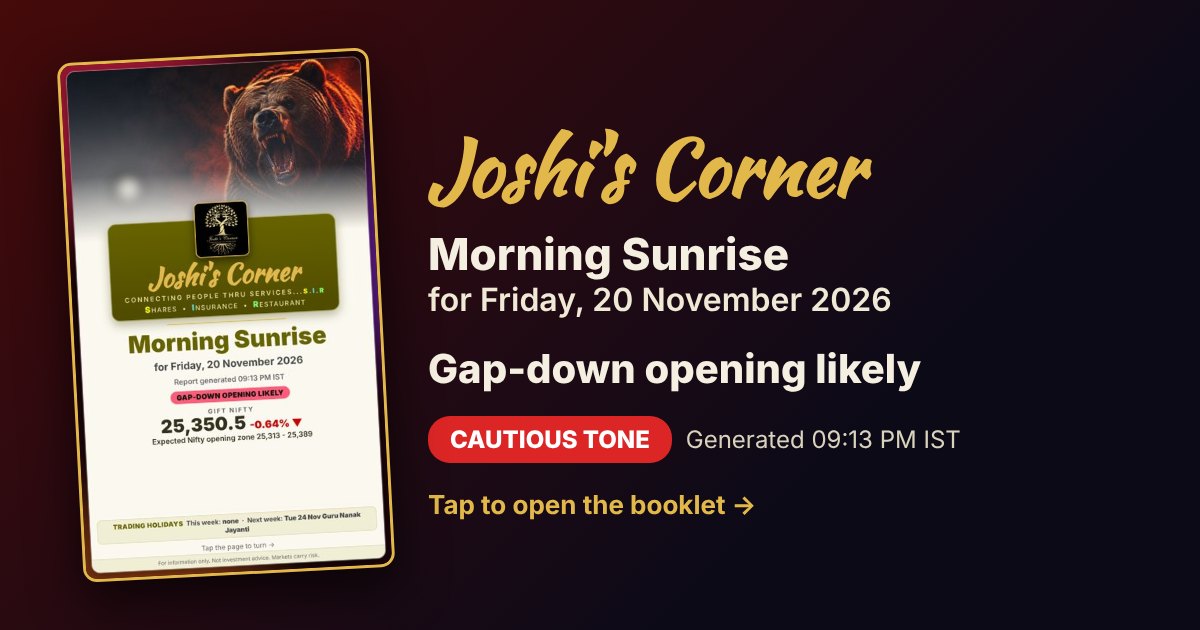 Joshi's Corner
CONNECTING PEOPLE THRU SERVICES...S.I.R
SHARES • INSURANCE • RESTAURANT
Morning Sunrise
for Friday, 20 November 2026
Report generated 09:13 PM IST
GAP-DOWN OPENING LIKELY
GIFT NIFTY
25,350.5 -0.64% ▼
Expected Nifty opening zone 25,313 - 25,389
TRADING HOLIDAYS This week: none · Next week: Tue 24 Nov Guru Nanak
Jayanti
Tap the page to turn →
For information only. Not investment advice. Markets carry risk.
Joshi's Corner
Morning Sunrise
for Friday, 20 November 2026
Gap-down opening likely
CAUTIOUS TONE Generated 09:13 PM IST
Tap to open the booklet →